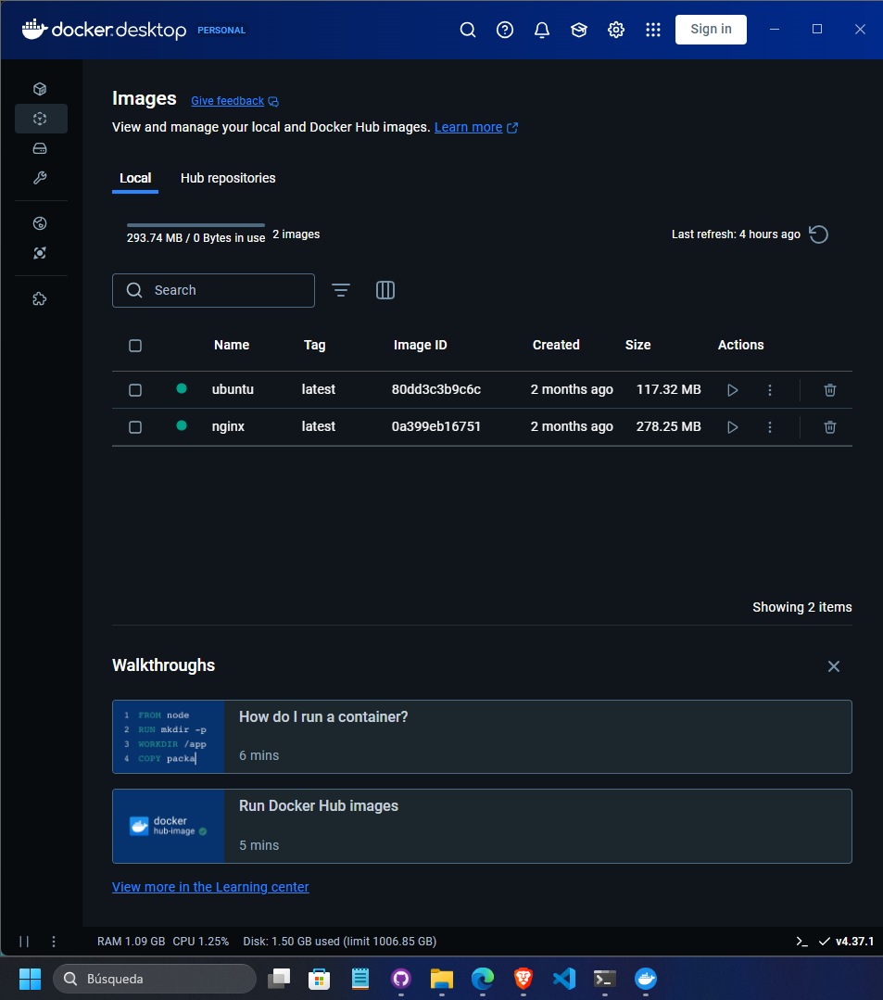 docker.desktop PERSONAL Sign in
Images Give feedback
View and manage your local and Docker Hub images. Learn more
Local Hub repositories
293.74 MB / 0 Bytes in use 2 images Last refresh: 4 hours ago
Search
Name Tag Image ID Created Size Actions
ubuntu latest 80dd3c3b9c6c 2 months ago 117.32 MB
nginx latest 0a399eb16751 2 months ago 278.25 MB
Showing 2 items
Walkthroughs
1 FROM node
2 RUN mkdir -p
3 WORKDIR /app
4 COPY packa
How do I run a container?
6 mins
docker
hub-image
Run Docker Hub images
5 mins
View more in the Learning center
RAM 1.09 GB CPU 1.25% Disk: 1.50 GB used (limit 1006.85 GB) v4.37.1
Búsqueda